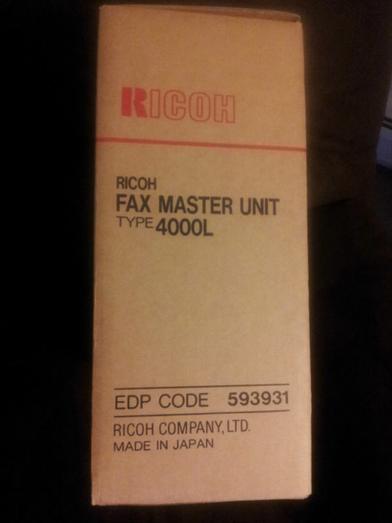 RICOH
RICOH
FAX MASTER UNIT
TYPE 4000L
EDP CODE 593931
RICOH COMPANY, LTD.
MADE IN JAPAN